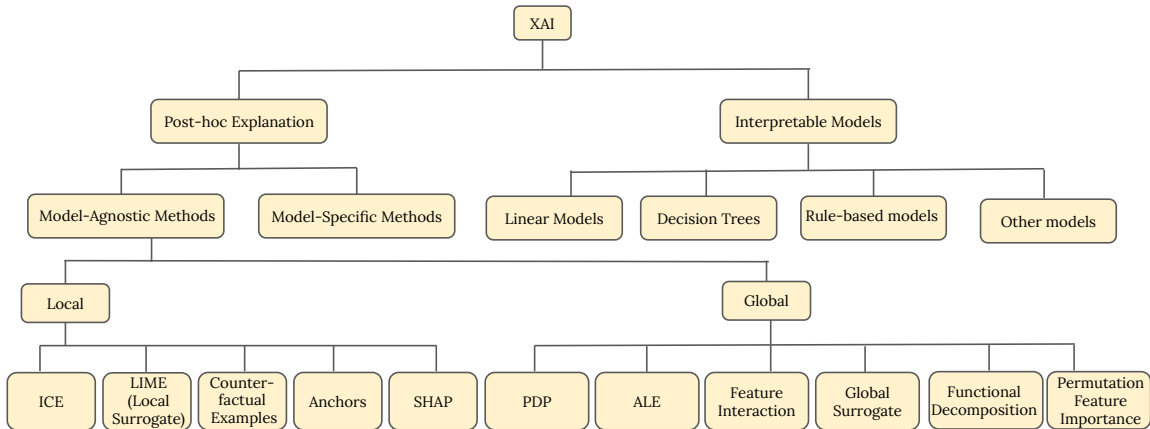 XAI
Post-hoc Explanation
Interpretable Models
Model-Agnostic Methods
Model-Specific Methods
Linear Models
Decision Trees
Rule-based models
Other models
Local
Global
ICE
LIME
(Local
Surrogate)
Counter-
factual
Examples
Anchors
SHAP
PDP
ALE
Feature
Interaction
Global
Surrogate
Functional
Decomposition
Permutation
Feature
Importance